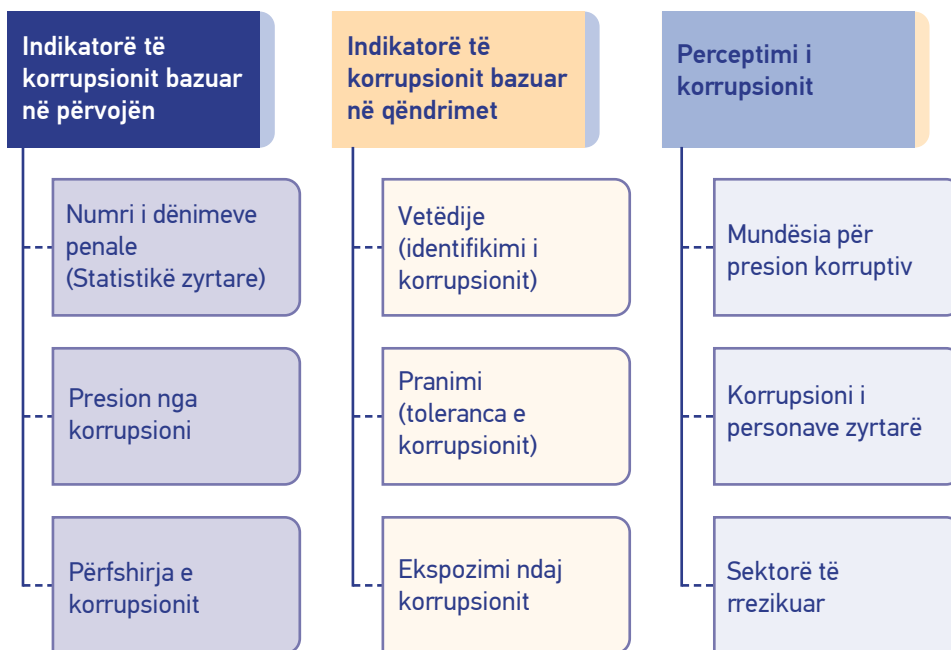 Indikatorë të
korrupsionit bazuar
në përvojën
Numri i dënimeve
penale
(Statistikë zyrtare)
Presion nga
korrupsioni
Përfshirja e
korrupsionit
Indikatorë të
korrupsionit bazuar
në qëndrimet
Vetëdije
(identifikimi i
korrupsionit)
Pranimi
(toleranca e
korrupsionit)
Ekspozimi ndaj
korrupsionit
Perceptimi i
korrupsionit
Mundësia për
presion korruptiv
Korrupsioni i
personave zyrtarë
Sektorë të
rrezikuar